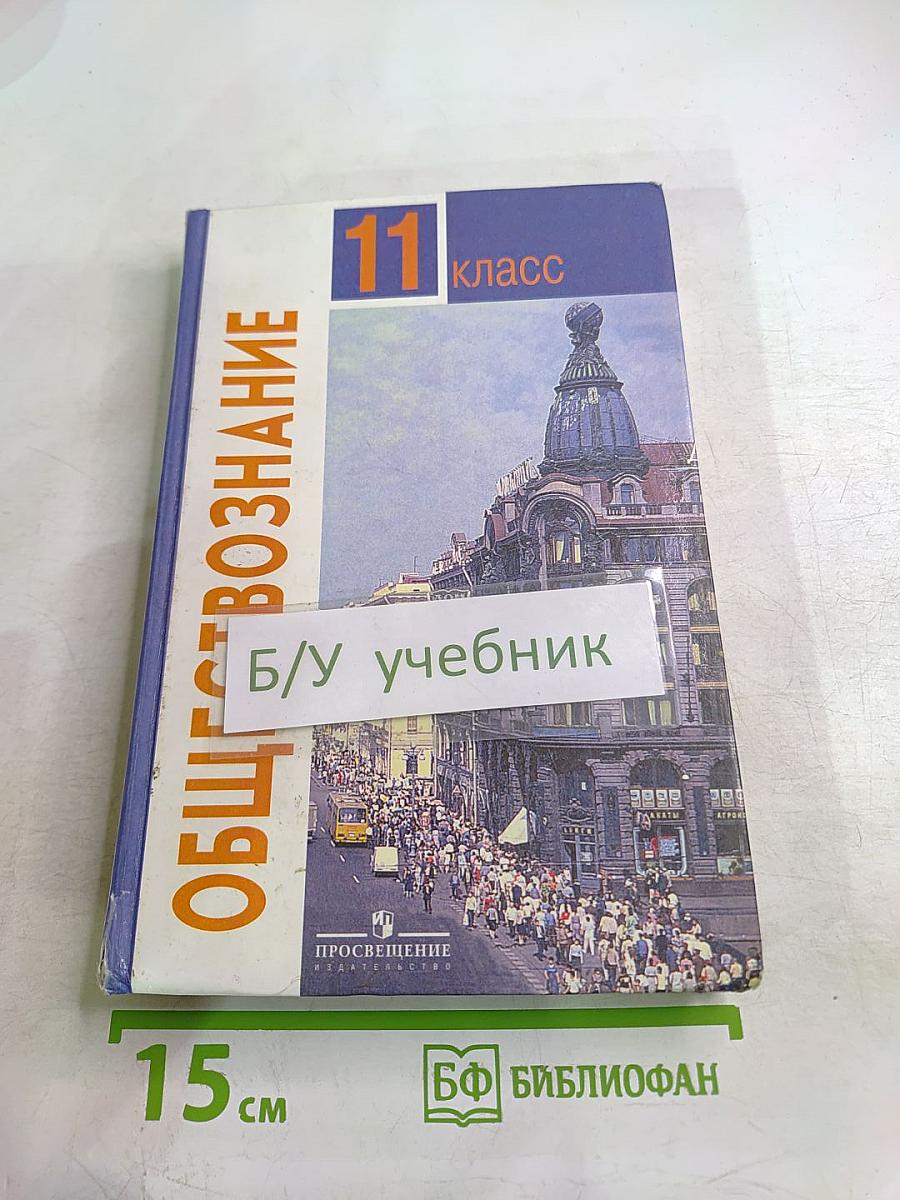 11 класс
ОБЩЕСТВОЗНАНИЕ
Б/У учебник
ПРОСВЕЩЕНИЕ
ИЗДАТЕЛЬСТВО
15 см
БФ БИБЛИОФАН